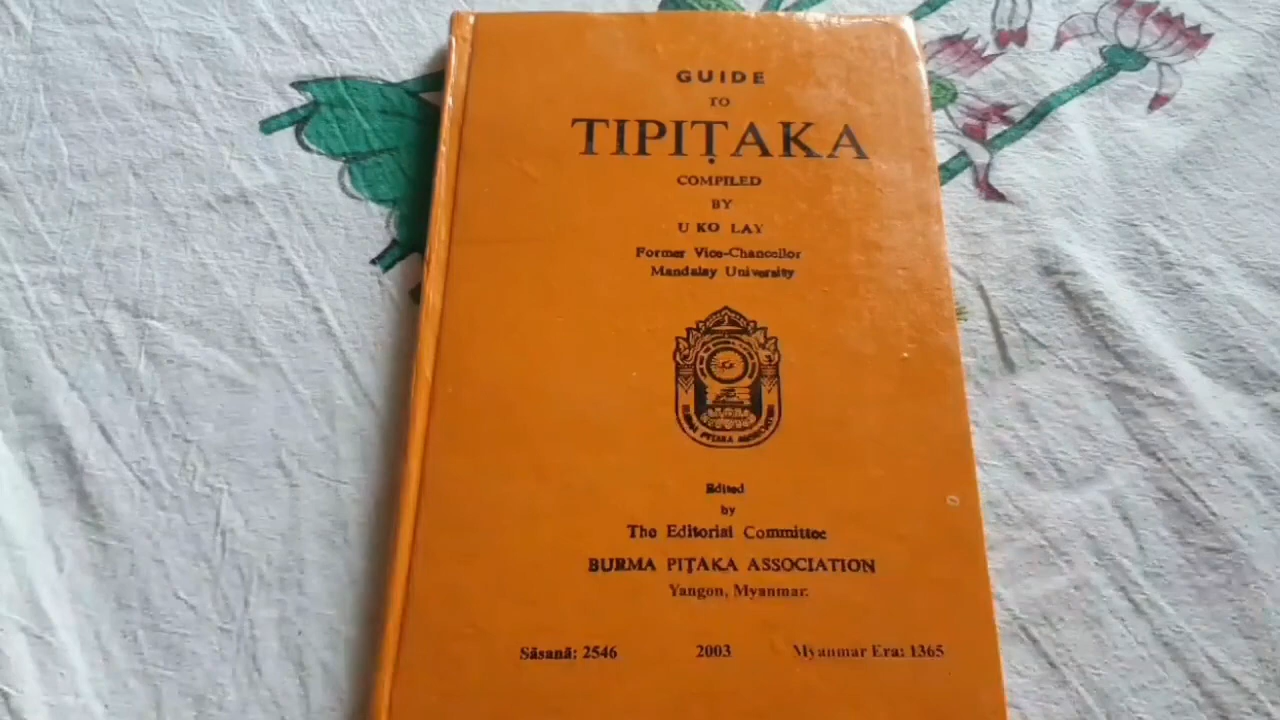 GUIDE
TO
TIPIṬAKA
COMPILED
BY
U KO LAY
Former Vice-Chancellor
Mandalay University
Edited
by
The Editorial Committee
BURMA PIṬAKA ASSOCIATION
Yangon, Myanmar.
Sāsanā: 2546 2003 Myanmar Era: 1365